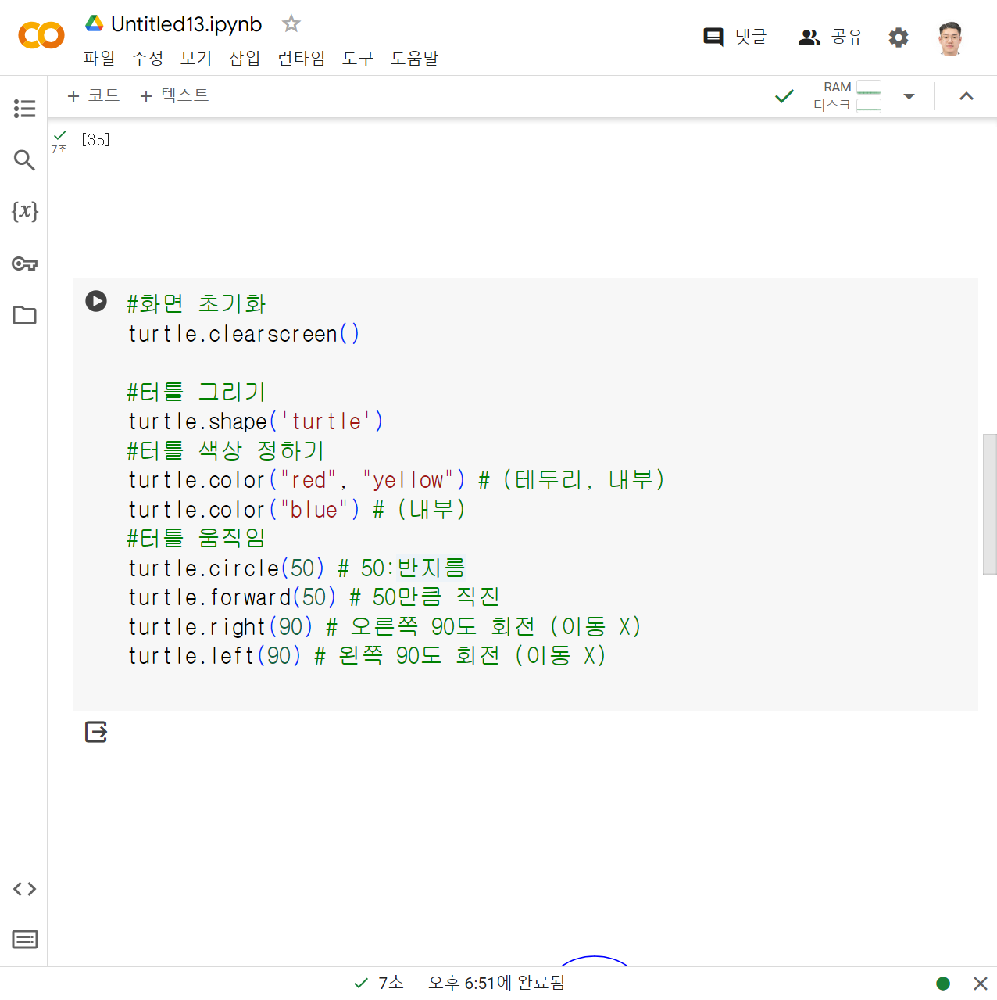 Untitled13.ipynb
댓글
공유
파일 수정 보기 삽입 런타임 도구 도움말
+ 코드 + 텍스트
RAM
디스크
7초
[35]
{x}
#화면 초기화
turtle.clearscreen()
#터틀 그리기
turtle.shape('turtle')
#터틀 색상 정하기
turtle.color("red", "yellow") # (테두리, 내부)
turtle.color("blue") # (내부)
#터틀 움직임
turtle.circle(50) # 50:반지름
turtle.forward(50) # 50만큼 직진
turtle.right(90) # 오른쪽 90도 회전 (이동 X)
turtle.left(90) # 왼쪽 90도 회전 (이동 X)
7초 오후 6:51에 완료됨